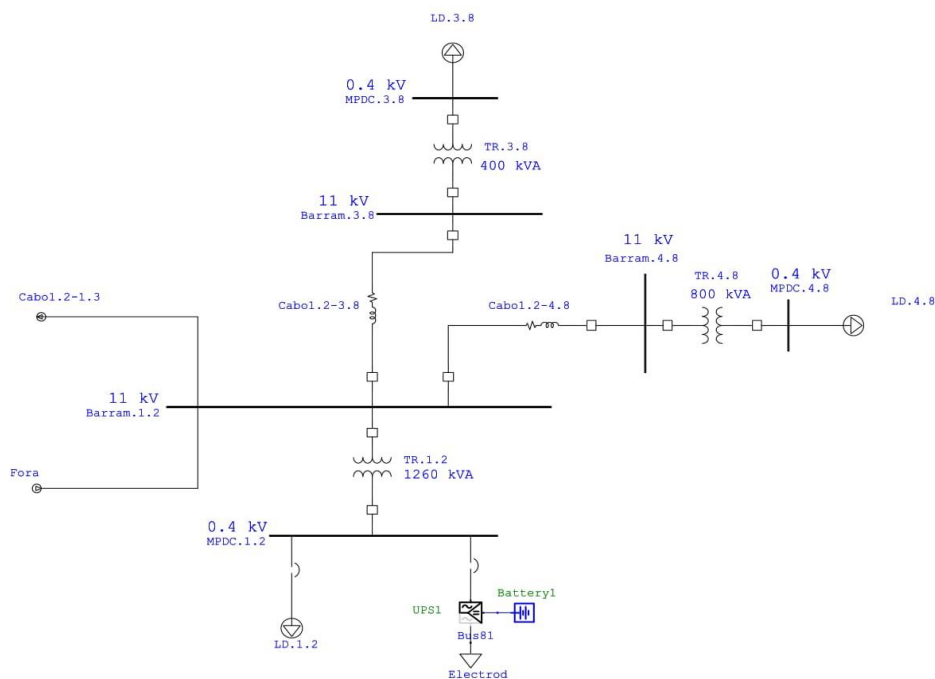 LD.3.8
0.4 kV
MPDC.3.8
TR.3.8
400 kVA
11 kV
Barram.3.8
11 kV
Barram.4.8
TR.4.8
800 kVA
0.4 kV
MPDC.4.8
LD.4.8
Cabo1.2-1.3
Cabo1.2-3.8
Cabo1.2-4.8
11 kV
Barram.1.2
Fora
TR.1.2
1260 kVA
0.4 kV
MPDC.1.2
Battery1
UPS1
Bus81
LD.1.2
Electrod